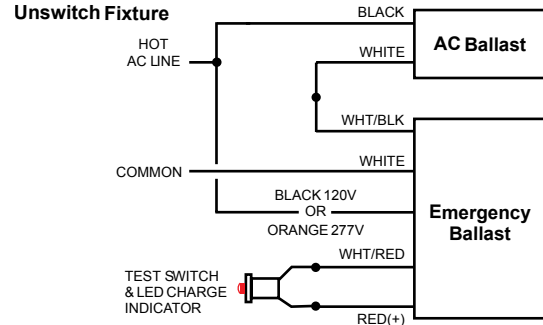 Unswitch Fixture
BLACK
HOT
AC LINE
WHITE
AC Ballast
WHT/BLK
WHITE
COMMON
BLACK 120V
OR
ORANGE 277V
Emergency
Ballast
WHT/RED
TEST SWITCH
& LED CHARGE
INDICATOR
RED(+)